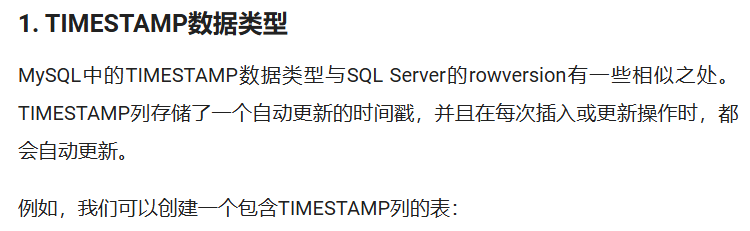 1. TIMESTAMP数据类型
MySQL中的TIMESTAMP数据类型与SQL Server的rowversion有一些相似之处。
TIMESTAMP列存储了一个自动更新的时间戳，并且在每次插入或更新操作时，都
会自动更新。
例如，我们可以创建一个包含TIMESTAMP列的表：